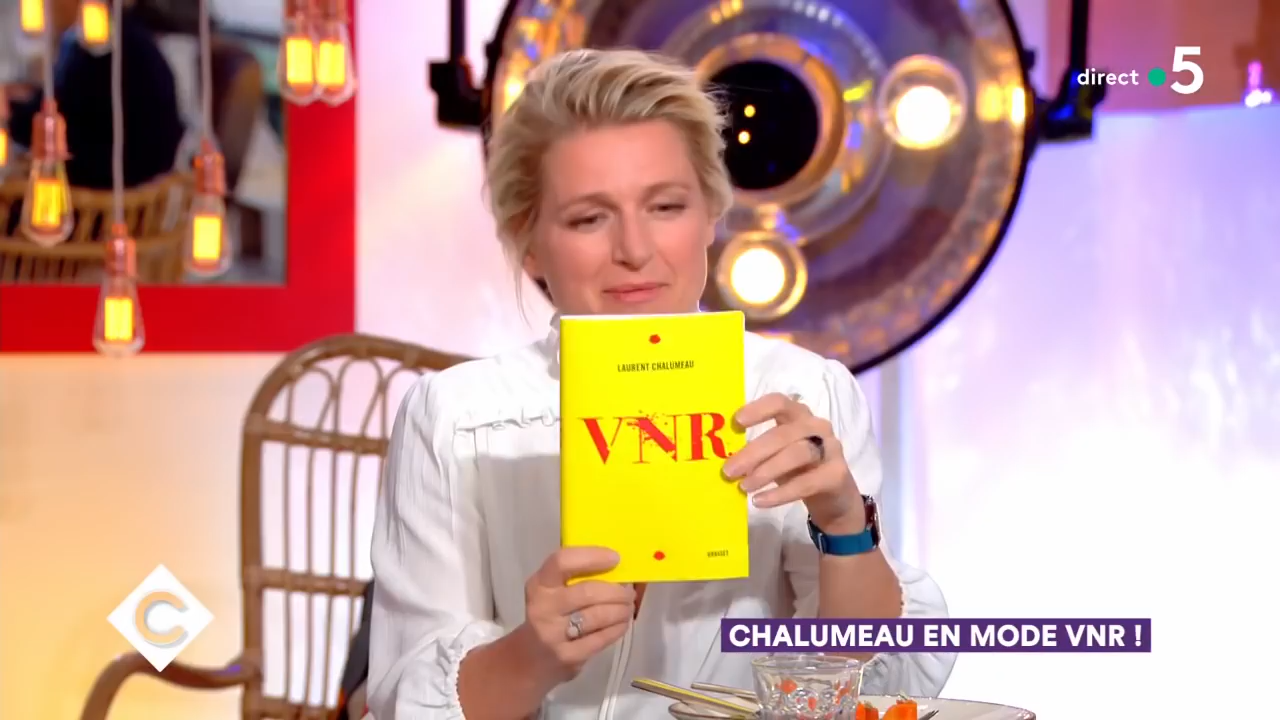 direct 5
LAURENT CHALUMEAU
VNR
GRASSET
C
CHALUMEAU EN MODE VNR !